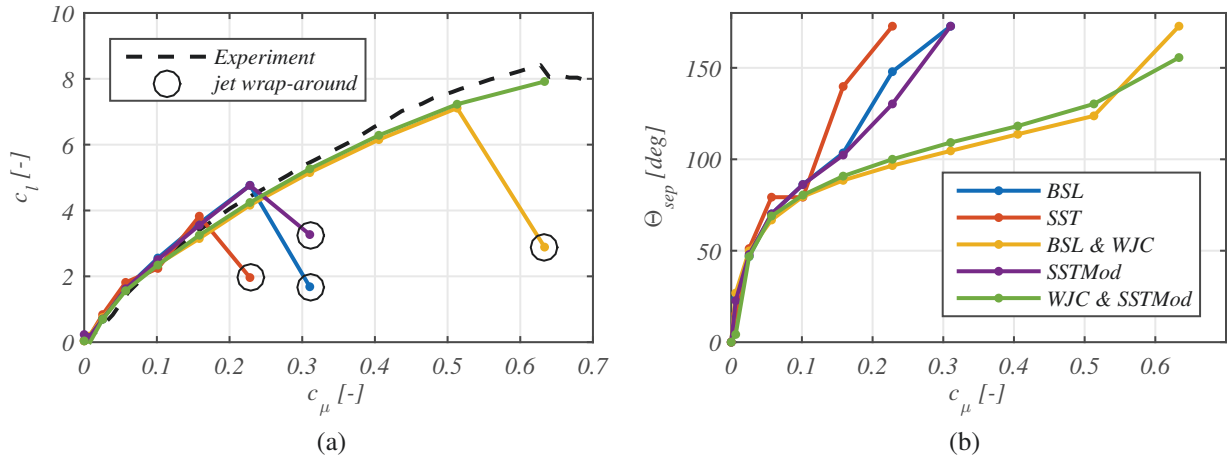 10
8
6
4
2
0
c_l [-]
Experiment
jet wrap-around
0 0.1 0.2 0.3 0.4 0.5 0.6 0.7
c_μ [-]
(a)
150
100
50
0
Θ_sep [deg]
BSL
SST
BSL & WJC
SSTMod
WJC & SSTMod
0 0.1 0.2 0.3 0.4 0.5 0.6
c_μ [-]
(b)